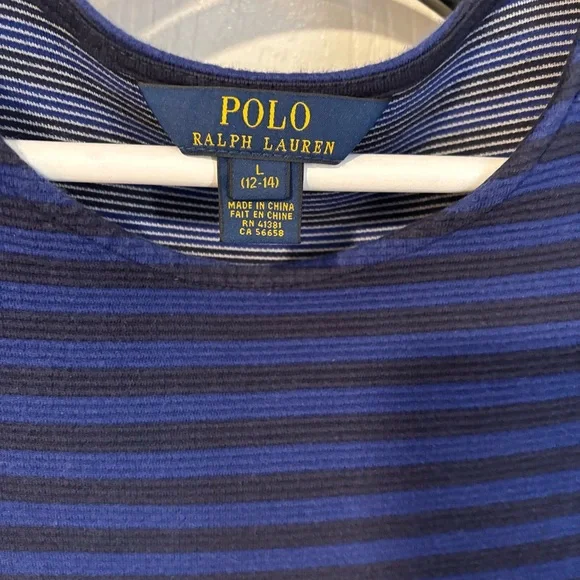 POLO
RALPH LAUREN
L
(12-14)
MADE IN CHINA
FAIT EN CHINE
RN 41381
CA 56658